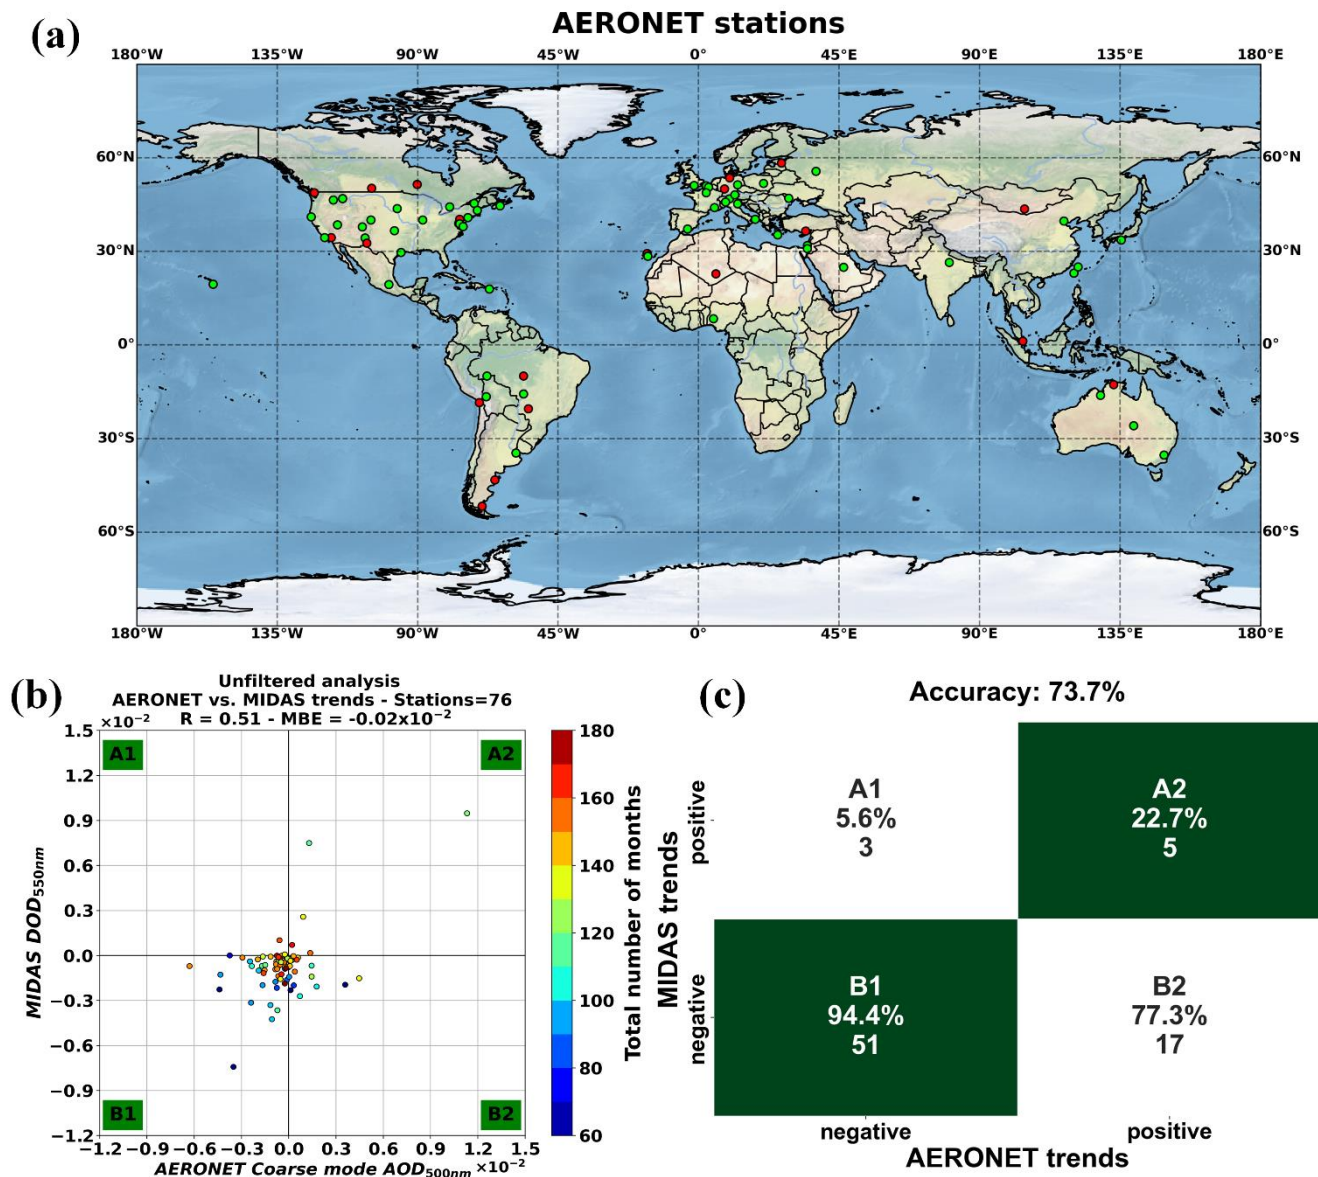 (a)
AERONET stations
180°W 135°W 90°W 45°W 0° 45°E 90°E 135°E 180°E
60°N 60°N
30°N 30°N
0° 0°
30°S 30°S
60°S 60°S
180°W 135°W 90°W 45°W 0° 45°E 90°E 135°E 180°E
(b)
Unfiltered analysis
AERONET vs. MIDAS trends - Stations=76
R = 0.51 - MBE = -0.02x10⁻²
×10⁻²
1.5
1.2
0.9
0.6
0.3
0.0
−0.3
−0.6
−0.9
−1.2
MIDAS DOD550nm
A1 A2
B1 B2
−1.2 −0.9 −0.6 −0.3 0.0 0.3 0.6 0.9 1.2 1.5
AERONET Coarse mode AOD500nm ×10⁻²
180
160
140
120
100
80
60
Total number of months
(c)
Accuracy: 73.7%
MIDAS trends
positive
negative
A1
5.6%
3
A2
22.7%
5
B1
94.4%
51
B2
77.3%
17
negative positive
AERONET trends